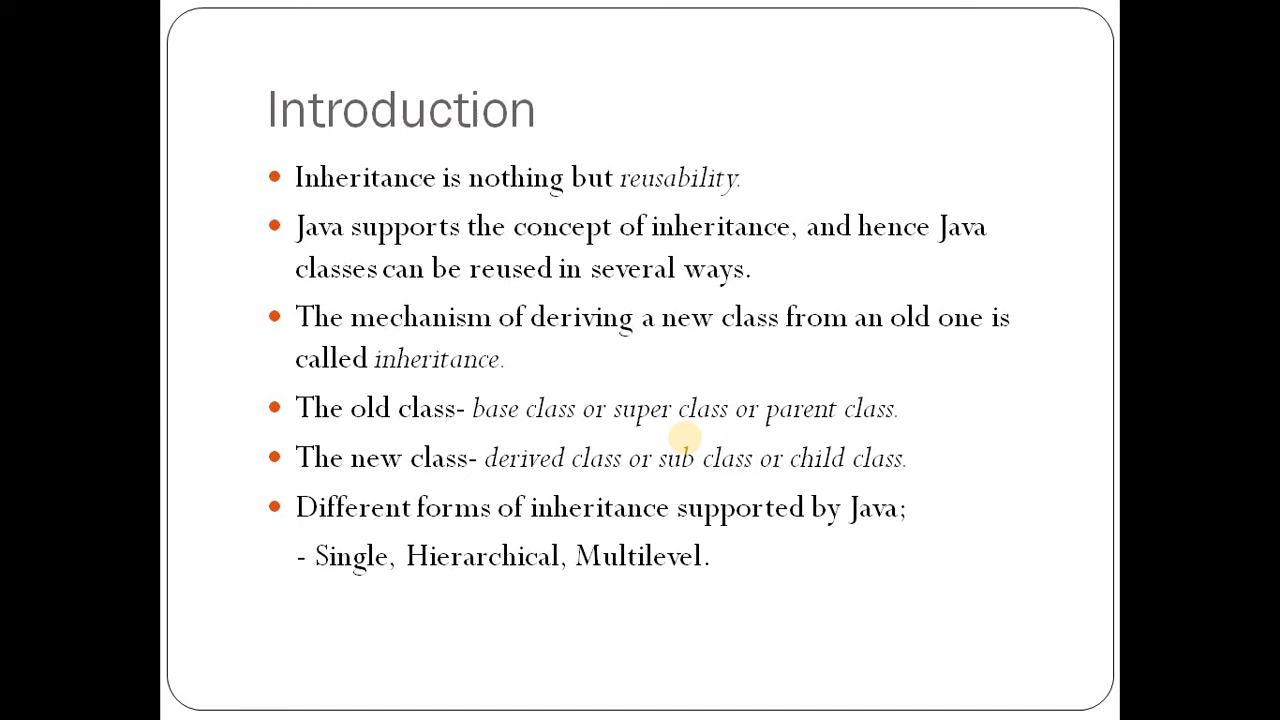 Introduction
• Inheritance is nothing but reusability.
• Java supports the concept of inheritance, and hence Java
classes can be reused in several ways.
• The mechanism of deriving a new class from an old one is
called inheritance.
• The old class- base class or super class or parent class.
• The new class- derived class or sub class or child class.
• Different forms of inheritance supported by Java;
- Single, Hierarchical, Multilevel.